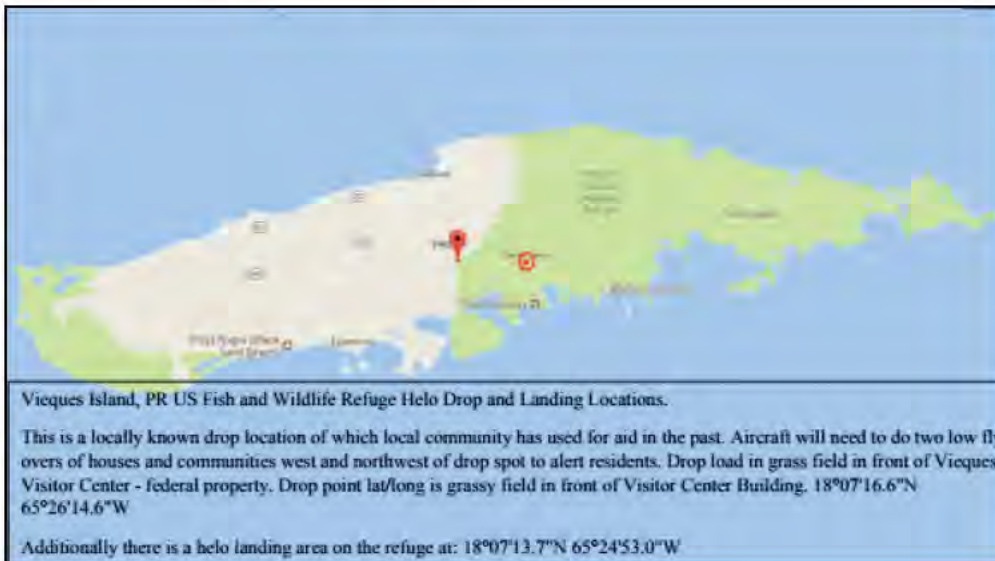 Vieques Island, PR US Fish and Wildlife Refuge Helo Drop and Landing Locations.
This is a locally known drop location of which local community has used for aid in the past. Aircraft will need to do two low fly
overs of houses and communities west and northwest of drop spot to alert residents. Drop load in grass field in front of Vieques
Visitor Center - federal property. Drop point lat/long is grassy field in front of Visitor Center Building. 18°07'16.6"N
65°26'14.6"W
Additionally there is a helo landing area on the refuge at: 18°07'13.7"N 65°24'53.0"W